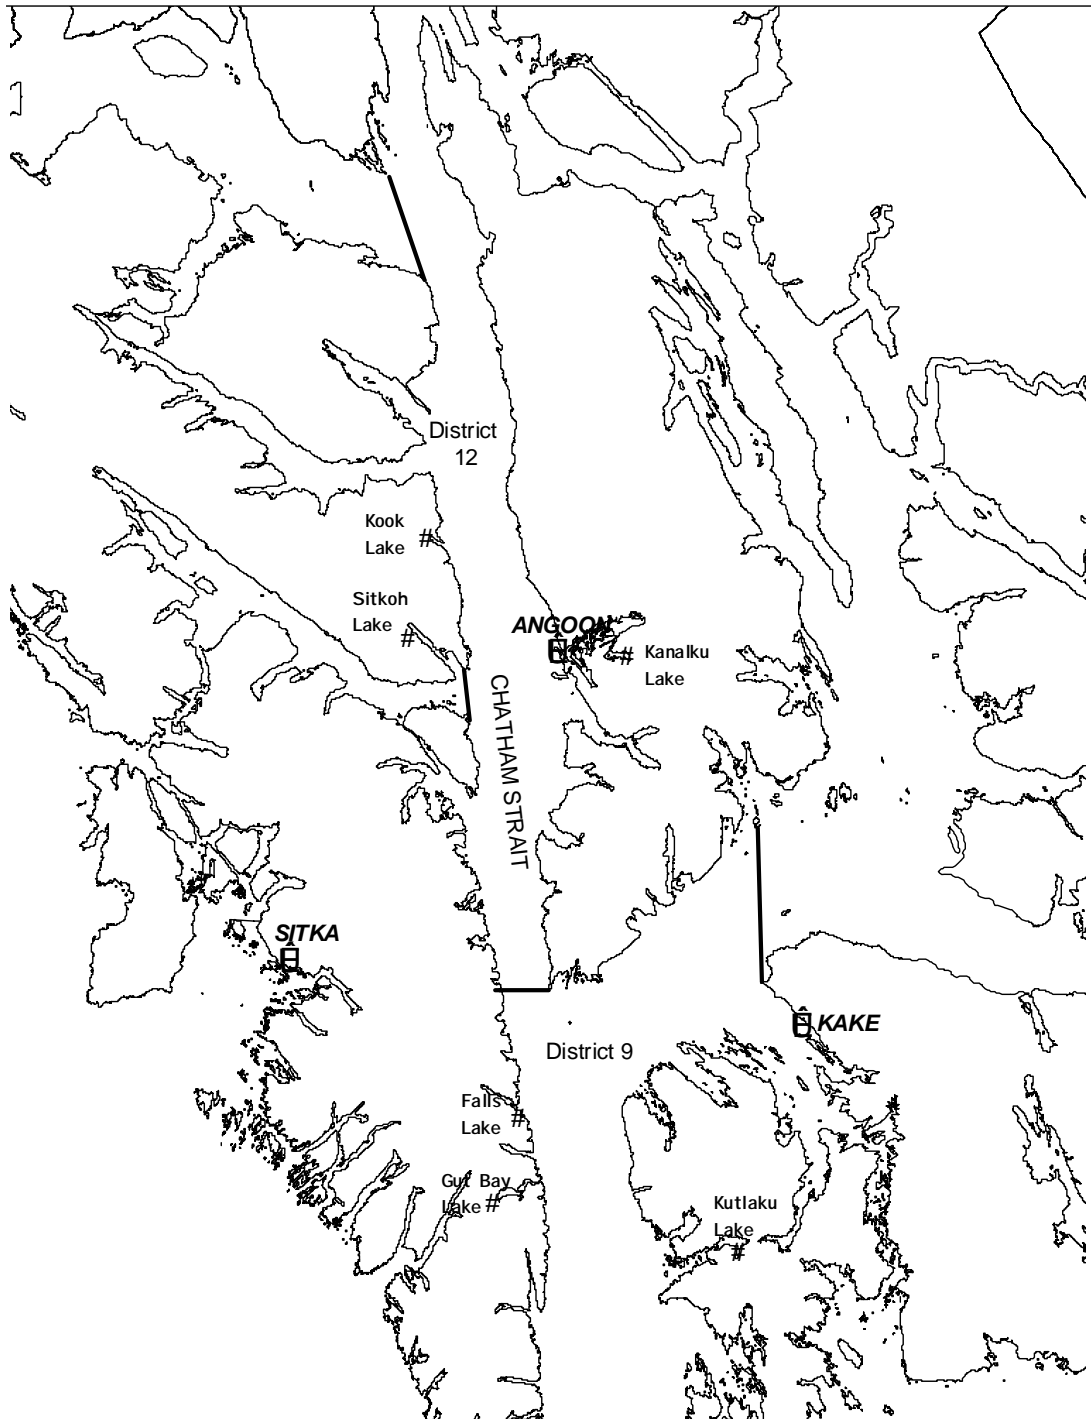 District
12
Kook
Lake
#
Sitkoh
Lake
#
ANGOON
#
Kanalku
Lake
CHATHAM STRAIT
SITKA
KAKE
District 9
Falls
Lake
#
Gut Bay
Lake
#
Kutlaku
Lake
#